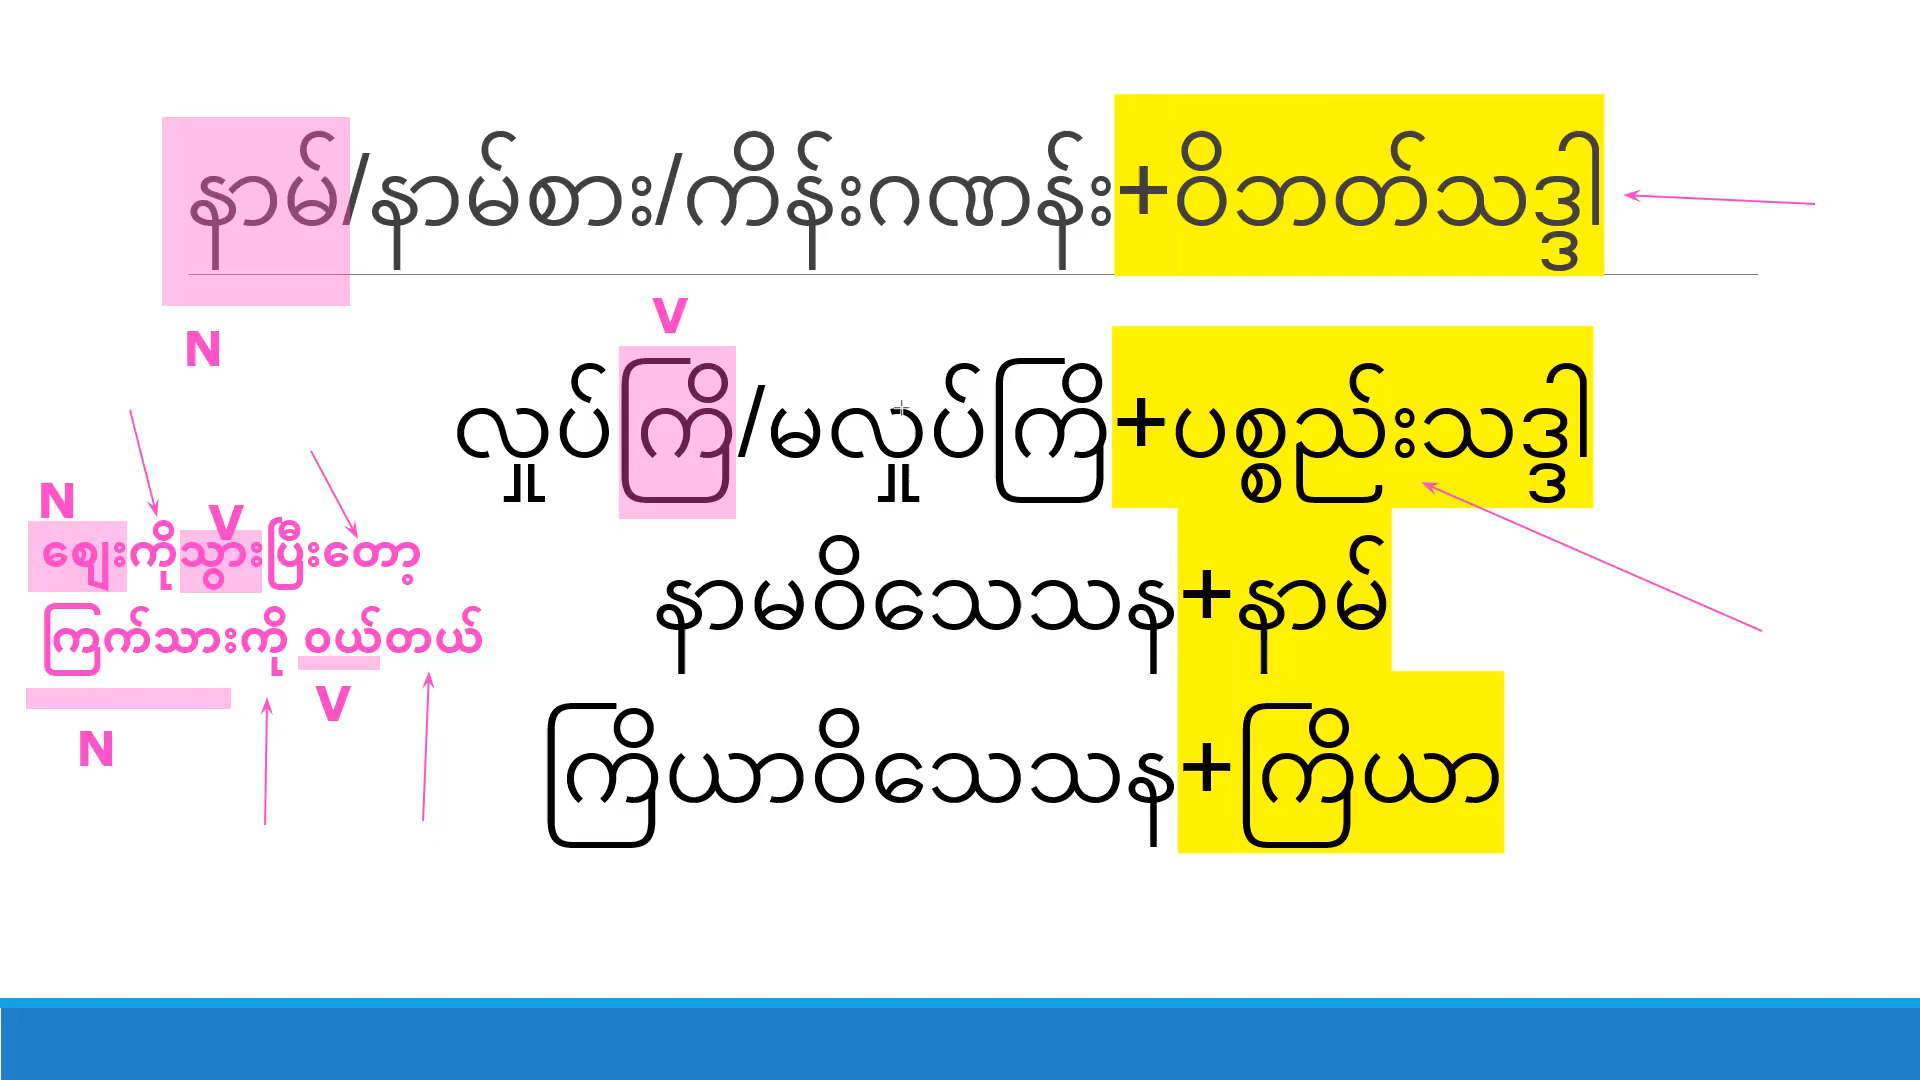 နာမ်/နာမ်စား/ကိန်းဂဏန်း+ဝိဘတ်သဒ္ဒါ
N
V
လှုပ်ကြိ/မလှုပ်ကြိ+ပစ္စည်းသဒ္ဒါ
နာမဝိသေသန+နာမ်
ကြိယာဝိသေသန+ကြိယာ
N
V
ဈေးကိုသွားပြီးတော့
ကြက်သားကို ဝယ်တယ်
V
N